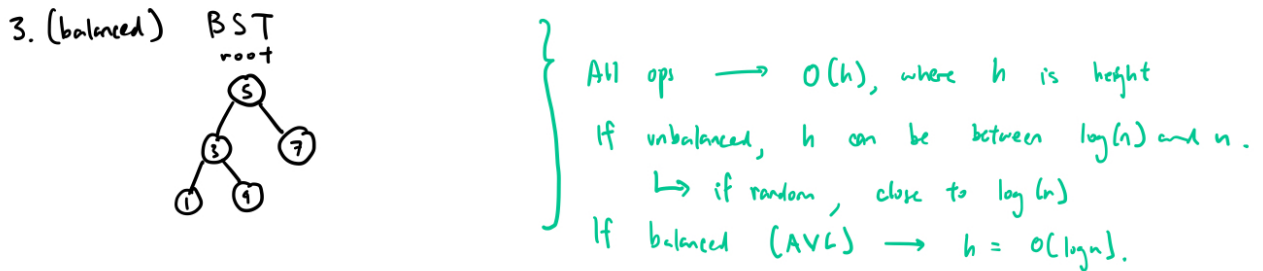 3. (balanced) BST
root
5
3 7
1 4
All ops → O(h), where h is height
If unbalanced, h can be between log(n) and n.
↳ if random, close to log(n)
If balanced (AVL) → h = O(logn).